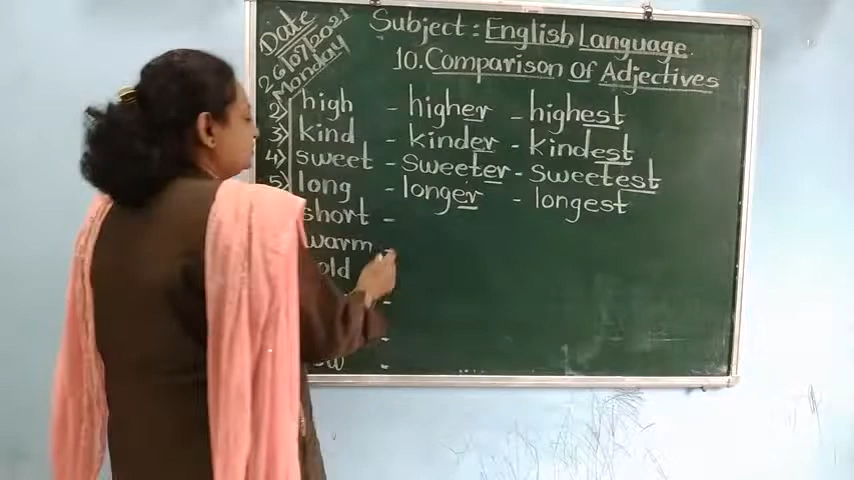 Date
26/07/2021
Monday
Subject : English Language
10. Comparison Of Adjectives
2) high - higher - highest
3) kind - kinder - kindest
4) sweet - sweeter - sweetest
5) long - longer - longest
short -
warm -
old -
-
-
-